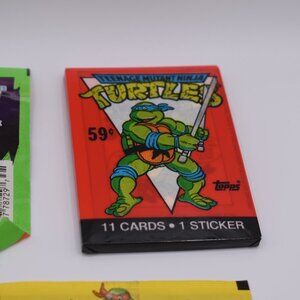 TEENAGE MUTANT NINJA
TURTLES
59¢
TOPPS
11 CARDS • 1 STICKER